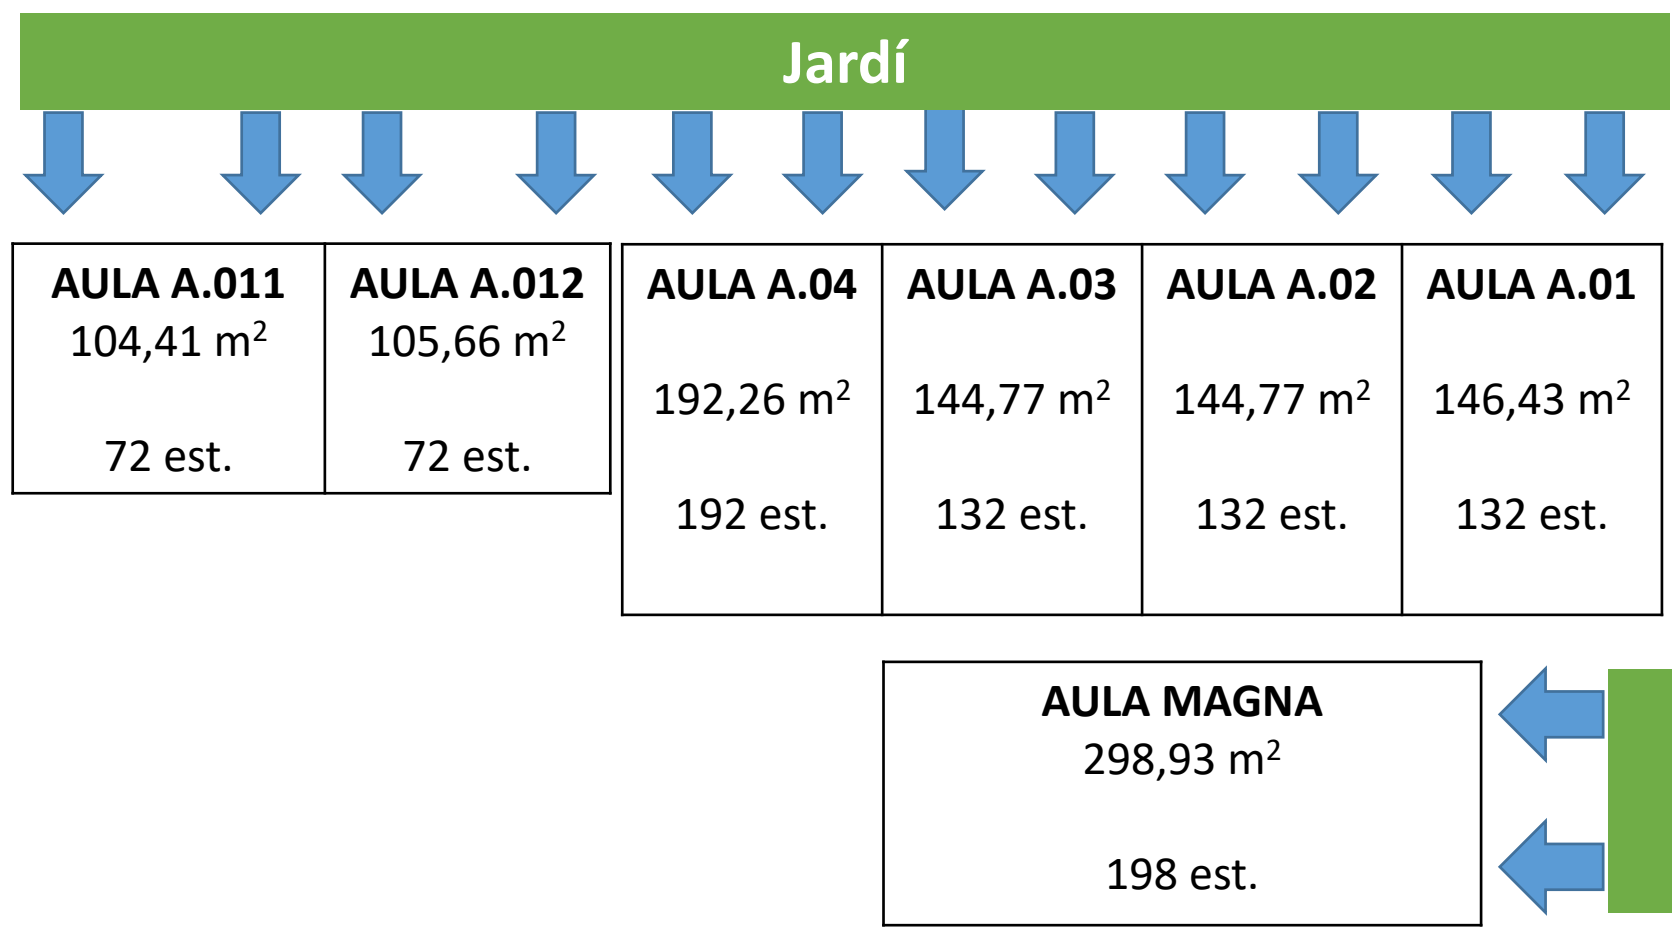 Jardí
AULA A.011
104,41 m²
72 est.
AULA A.012
105,66 m²
72 est.
AULA A.04
192,26 m²
192 est.
AULA A.03
144,77 m²
132 est.
AULA A.02
144,77 m²
132 est.
AULA A.01
146,43 m²
132 est.
AULA MAGNA
298,93 m²
198 est.